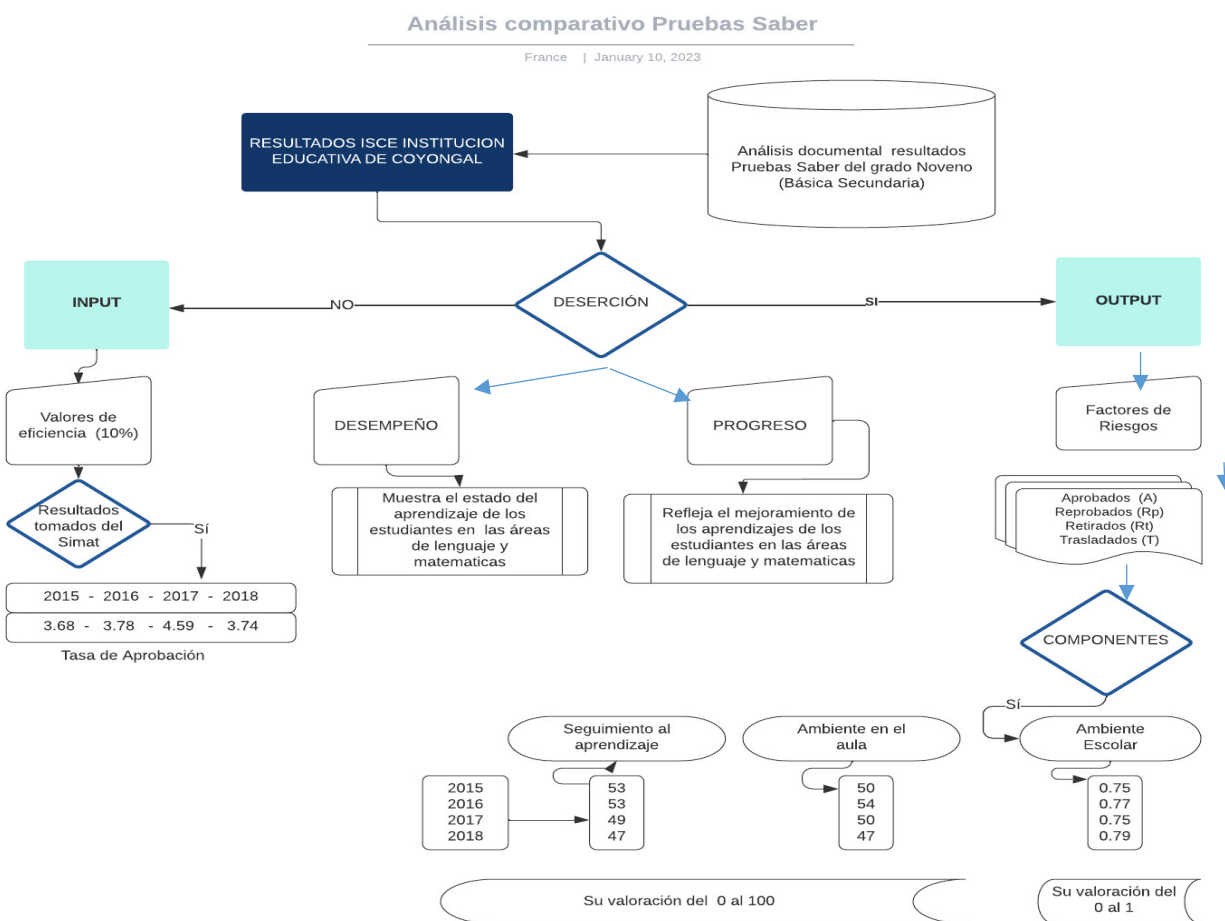 Análisis comparativo Pruebas Saber
France | January 10, 2023
RESULTADOS ISCE INSTITUCION
EDUCATIVA DE COYONGAL
Análisis documental resultados
Pruebas Saber del grado Noveno
(Básica Secundaria)
INPUT
NO
DESERCIÓN
SI
OUTPUT
Valores de
eficiencia (10%)
DESEMPEÑO
PROGRESO
Factores de
Riesgos
Resultados
tomados del
Simat
Sí
Muestra el estado del
aprendizaje de los
estudiantes en las áreas
de lenguaje y
matematicas
Refleja el mejoramiento de
los aprendizajes de los
estudiantes en las áreas
de lenguaje y matematicas
Aprobados (A)
Reprobados (Rp)
Retirados (Rt)
Trasladados (T)
2015 - 2016 - 2017 - 2018
3.68 - 3.78 - 4.59 - 3.74
Tasa de Aprobación
COMPONENTES
Sí
Seguimiento al
aprendizaje
Ambiente en el
aula
Ambiente
Escolar
2015
2016
2017
2018
53
53
49
47
50
54
50
47
0.75
0.77
0.75
0.79
Su valoración del 0 al 100
Su valoración del
0 al 1